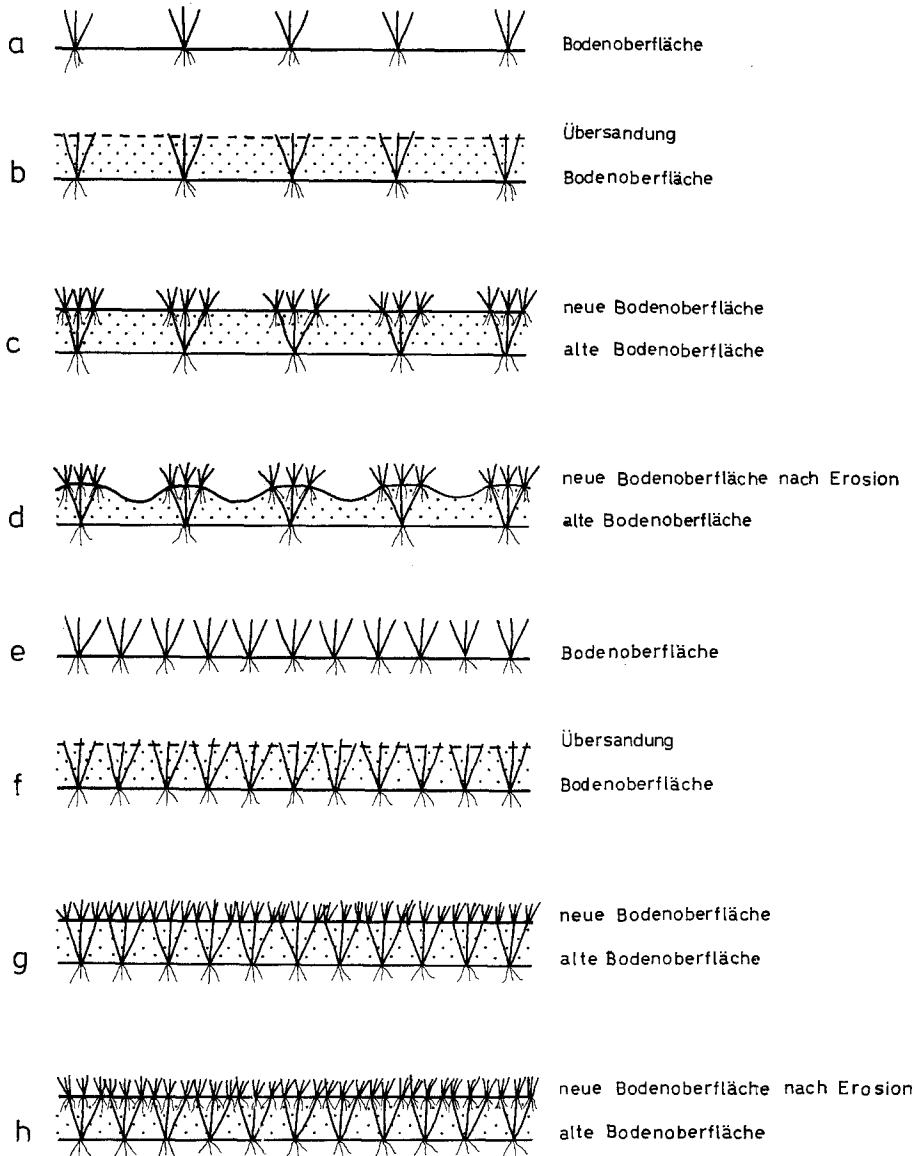 a Bodenoberfläche
Übersandung
b Bodenoberfläche
neue Bodenoberfläche
c alte Bodenoberfläche
neue Bodenoberfläche nach Erosion
d alte Bodenoberfläche
e Bodenoberfläche
Übersandung
f Bodenoberfläche
neue Bodenoberfläche
g alte Bodenoberfläche
neue Bodenoberfläche nach Erosion
h alte Bodenoberfläche